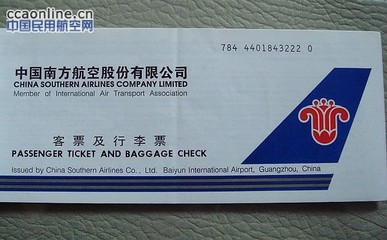 ccaonline.cn
中国民用航空网
784 4401843222 0
中国南方航空股份有限公司
CHINA SOUTHERN AIRLINES COMPANY LIMITED
Member of International Air Transport Association
客票及行李票
PASSENGER TICKET AND BAGGAGE CHECK
Issued by China Southern Airlines Co., Ltd. Baiyun International Airport, Guangzhou, China